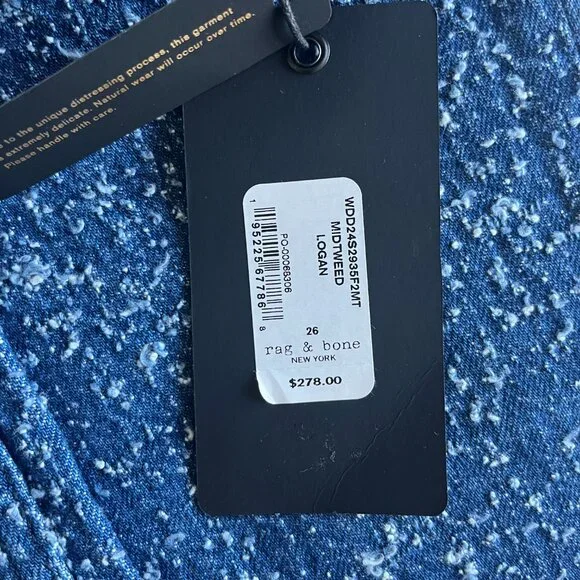 to the unique distressing process, this garment
extremely delicate. Natural wear will occur over time.
Please handle with care.
WDD24S2935F2MT
MIDTWEED
LOGAN
PO-00066306
1 95225 67786 8
26
rag & bone
NEW YORK
$278.00